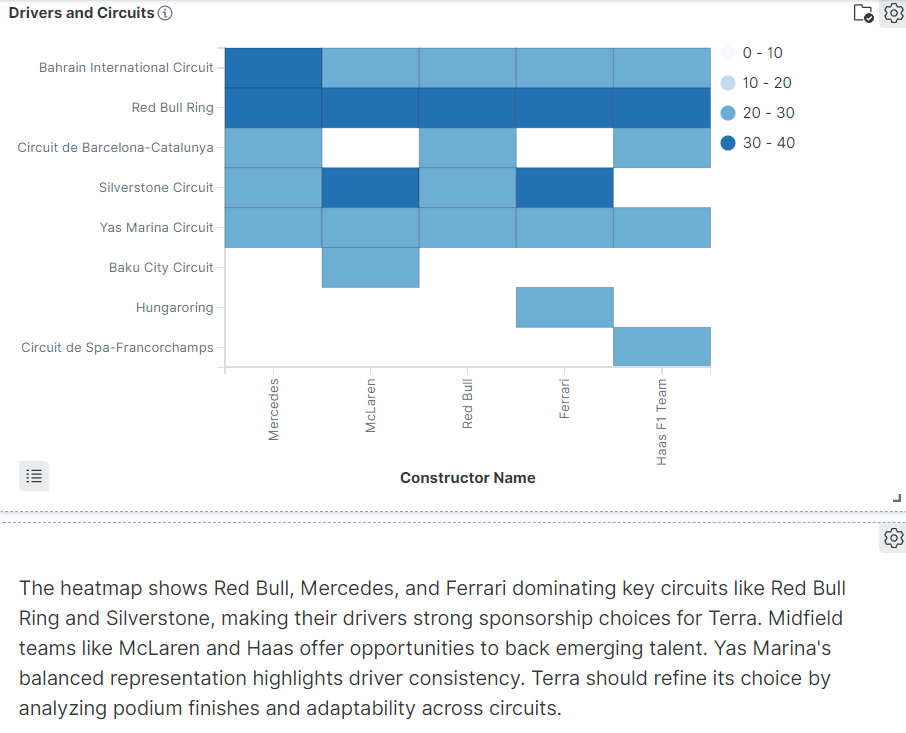 Drivers and Circuits
Bahrain International Circuit
Red Bull Ring
Circuit de Barcelona-Catalunya
Silverstone Circuit
Yas Marina Circuit
Baku City Circuit
Hungaroring
Circuit de Spa-Francorchamps
0 - 10
10 - 20
20 - 30
30 - 40
Mercedes
McLaren
Red Bull
Ferrari
Haas F1 Team
Constructor Name
The heatmap shows Red Bull, Mercedes, and Ferrari dominating key circuits like Red Bull
Ring and Silverstone, making their drivers strong sponsorship choices for Terra. Midfield
teams like McLaren and Haas offer opportunities to back emerging talent. Yas Marina's
balanced representation highlights driver consistency. Terra should refine its choice by
analyzing podium finishes and adaptability across circuits.